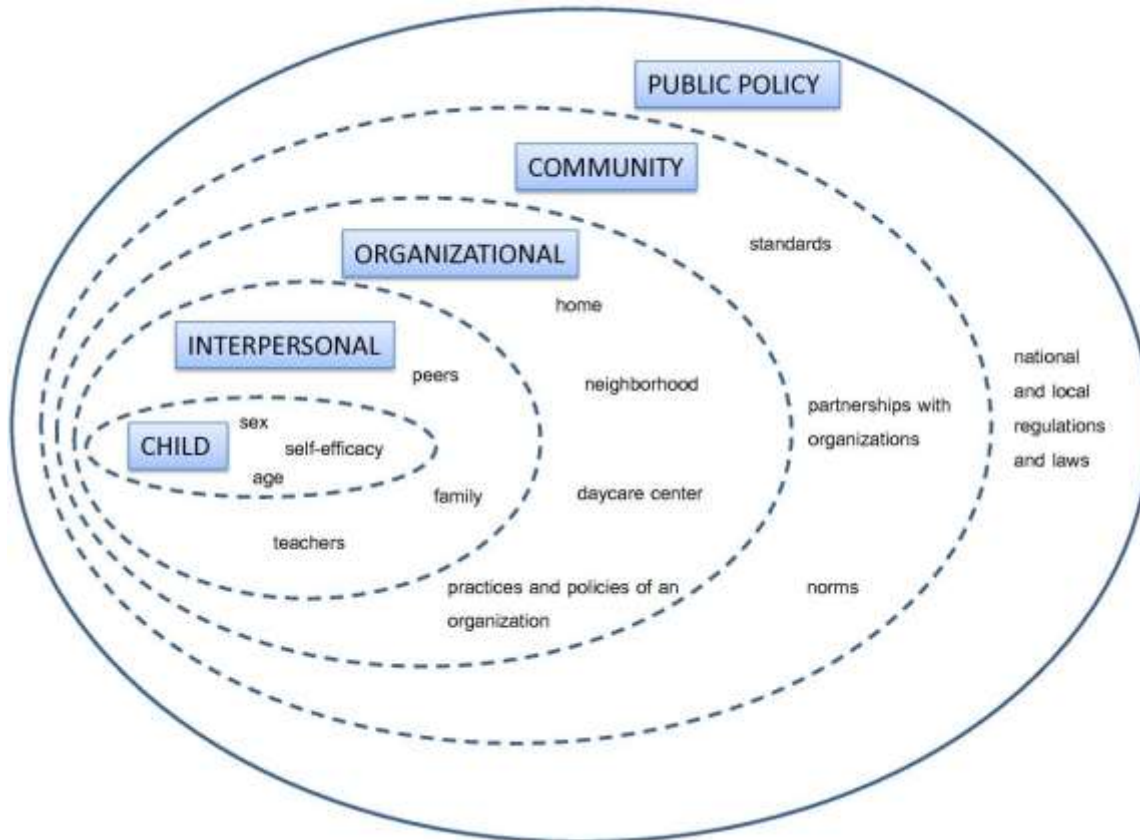 PUBLIC POLICY
COMMUNITY
standards
ORGANIZATIONAL
home
INTERPERSONAL
peers
neighborhood
national
and local
regulations
and laws
partnerships with
organizations
CHILD
sex
self-efficacy
age
family
daycare center
teachers
practices and policies of an
organization
norms